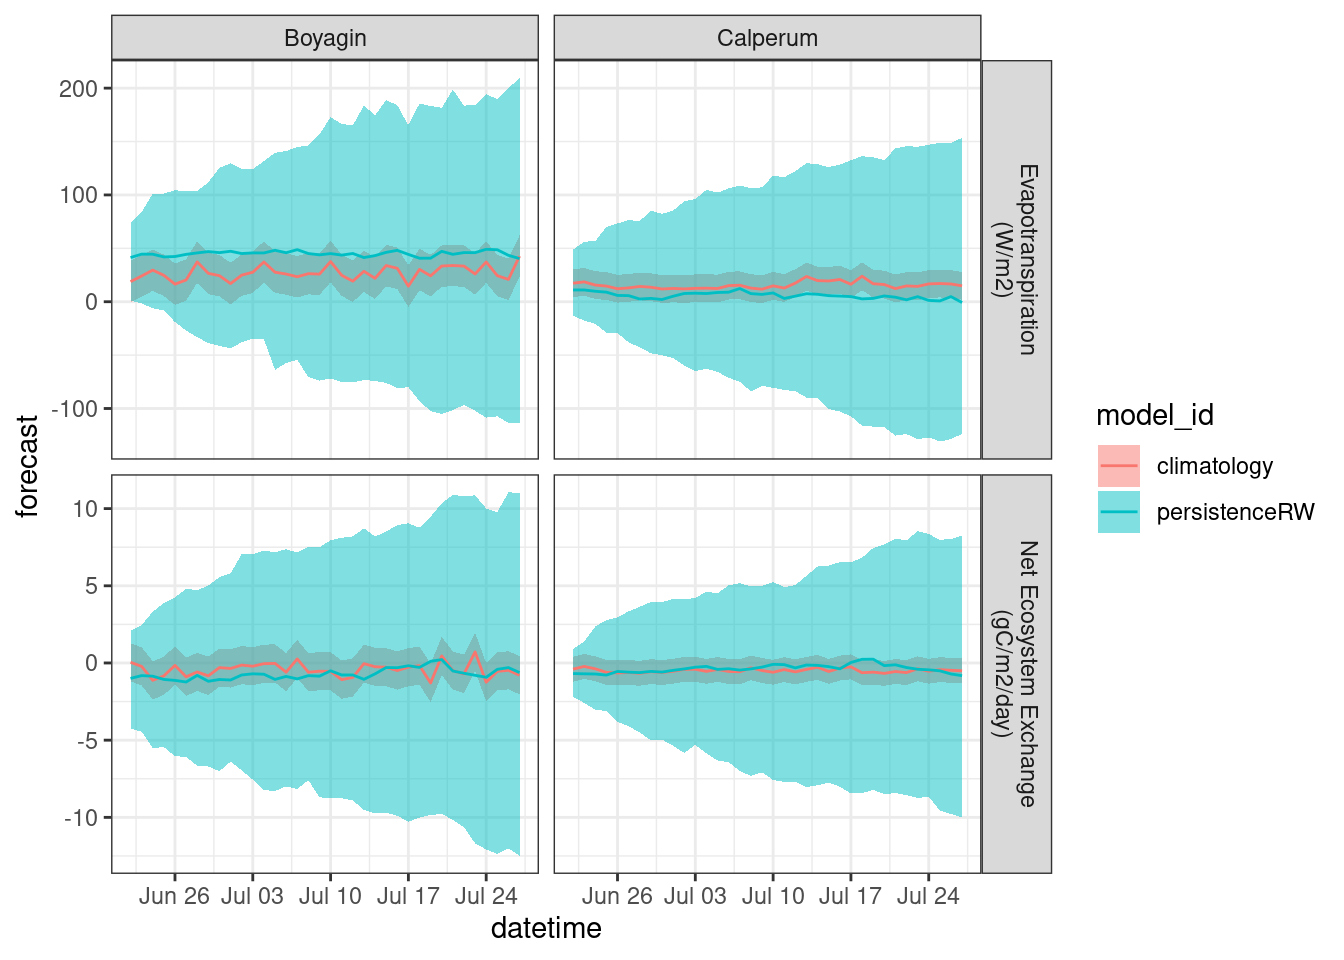 Boyagin
Calperum
200
100
0
-100
Evapotranspiration
(W/m2)
10
5
0
-5
-10
Net Ecosystem Exchange
(gC/m2/day)
Jun 26
Jul 03
Jul 10
Jul 17
Jul 24
Jun 26
Jul 03
Jul 10
Jul 17
Jul 24
datetime
forecast
model_id
climatology
persistenceRW